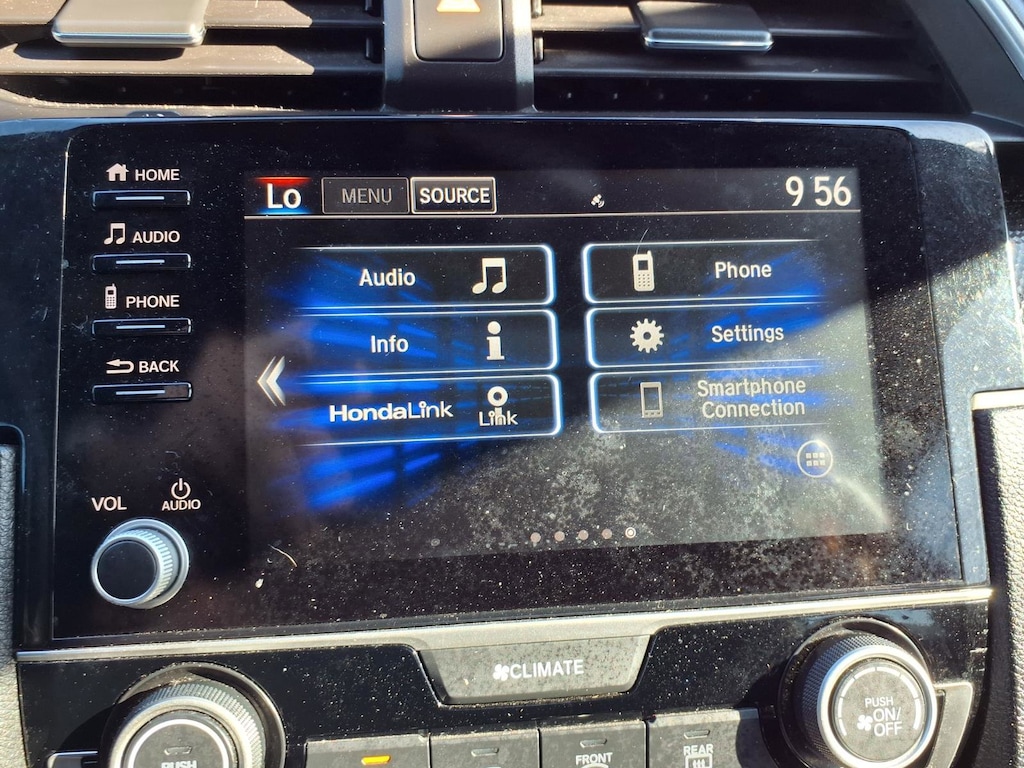 HOME
AUDIO
PHONE
BACK
VOL
AUDIO
Lo
MENU
SOURCE
9 56
Audio
Phone
Info
Settings
HondaLink
Link
Smartphone
Connection
CLIMATE
PUSH
FRONT
REAR
PUSH
ON/
OFF